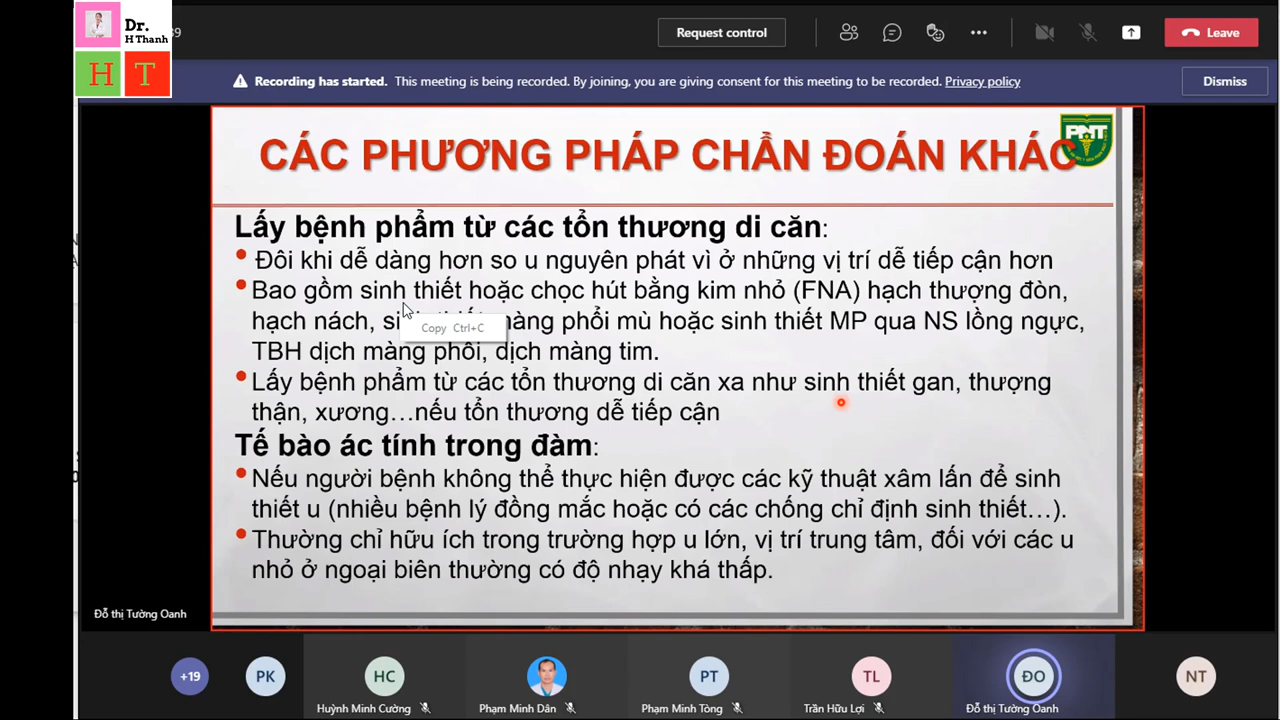 Dr.
H Thanh
H T
39
Request control
Leave
Recording has started. This meeting is being recorded. By joining, you are giving consent for this meeting to be recorded. Privacy policy
Dismiss
CÁC PHƯƠNG PHÁP CHẨN ĐOÁN KHÁC
PNT
Lấy bệnh phẩm từ các tổn thương di căn:
• Đôi khi dễ dàng hơn so u nguyên phát vì ở những vị trí dễ tiếp cận hơn
• Bao gồm sinh thiết hoặc chọc hút bằng kim nhỏ (FNA) hạch thượng đòn,
hạch nách, màng phổi mù hoặc sinh thiết MP qua NS lồng ngực,
Copy Ctrl+C
TBH dịch màng phổi, dịch màng tim.
• Lấy bệnh phẩm từ các tổn thương di căn xa như sinh thiết gan, thượng
thận, xương...nếu tổn thương dễ tiếp cận
Tế bào ác tính trong đàm:
• Nếu người bệnh không thể thực hiện được các kỹ thuật xâm lấn để sinh
thiết u (nhiều bệnh lý đồng mắc hoặc có các chống chỉ định sinh thiết...).
• Thường chỉ hữu ích trong trường hợp u lớn, vị trí trung tâm, đối với các u
nhỏ ở ngoại biên thường có độ nhạy khá thấp.
Đỗ thị Tường Oanh
+19
PK
HC
PT
TL
ĐO
NT
Huỳnh Minh Cường
Phạm Minh Dân
Phạm Minh Tòng
Trần Hữu Lợi
Đỗ thị Tường Oanh